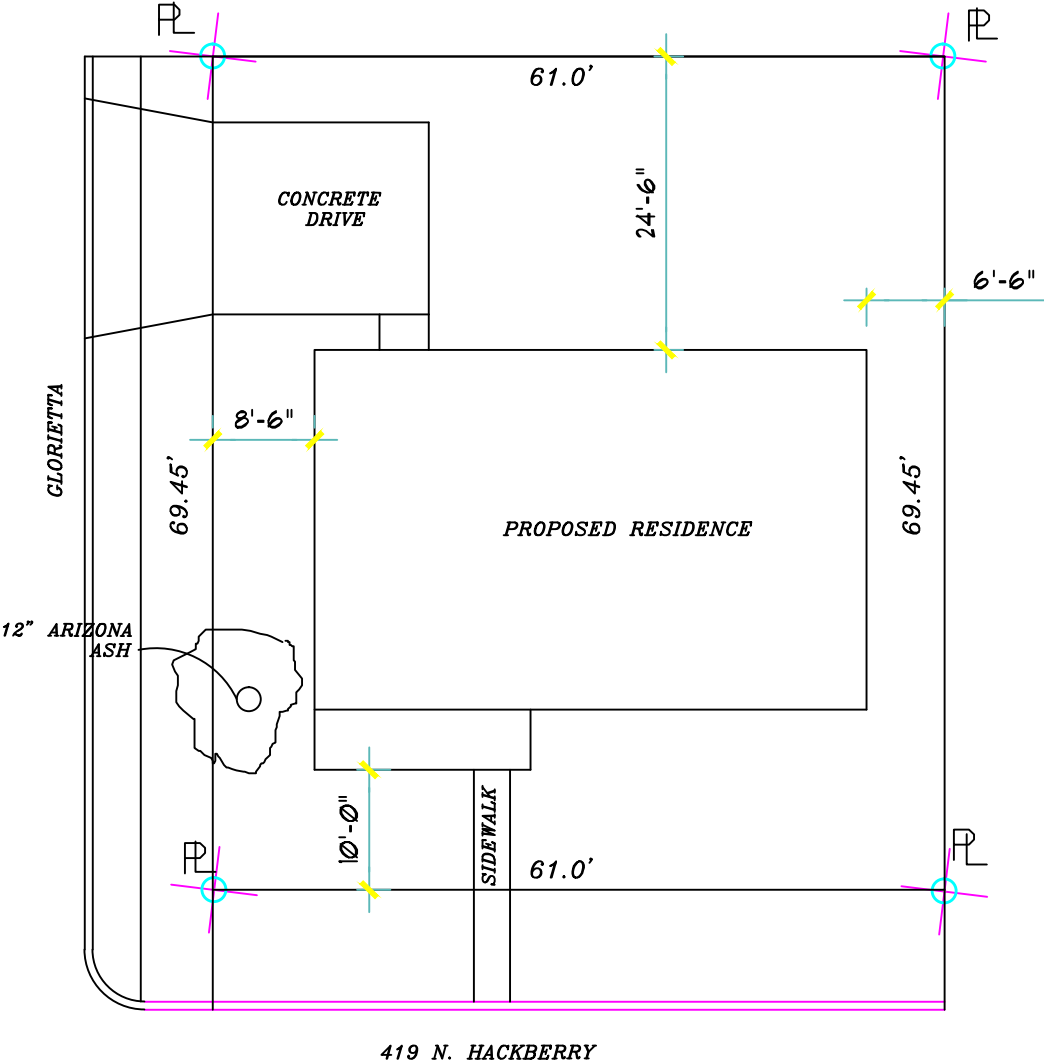 PL
PL
61.0'
CONCRETE
DRIVE
24'-6"
6'-6"
GLORIETTA
8'-6"
69.45'
69.45'
PROPOSED RESIDENCE
12" ARIZONA
ASH
10'-0"
SIDEWALK
PL
61.0'
PL
419 N. HACKBERRY